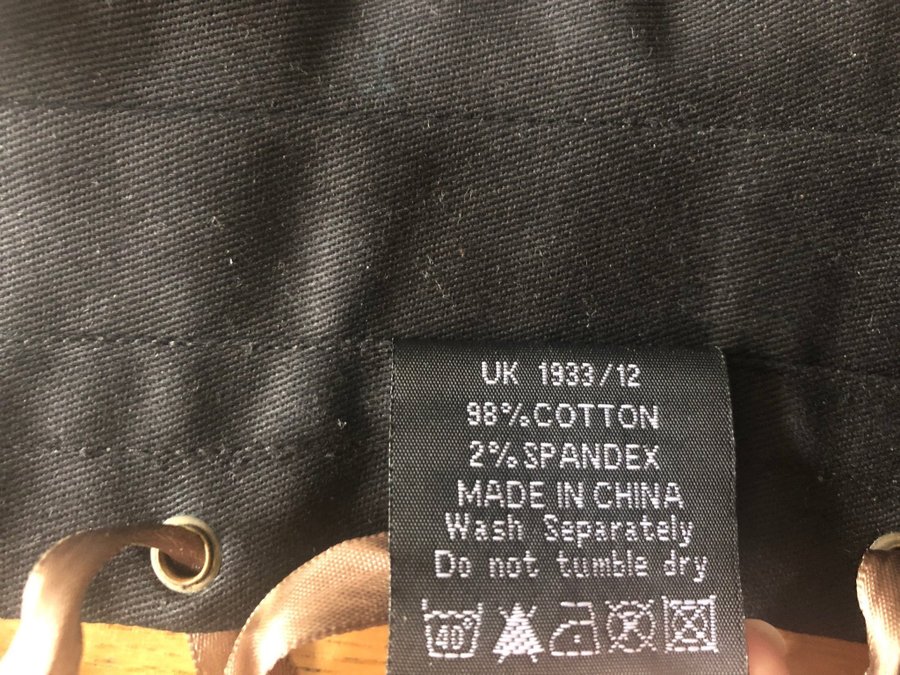 UK 1933/12
98%COTTON
2%SPANDEX
MADE IN CHINA
Wash Separately
Do not tumble dry
40°